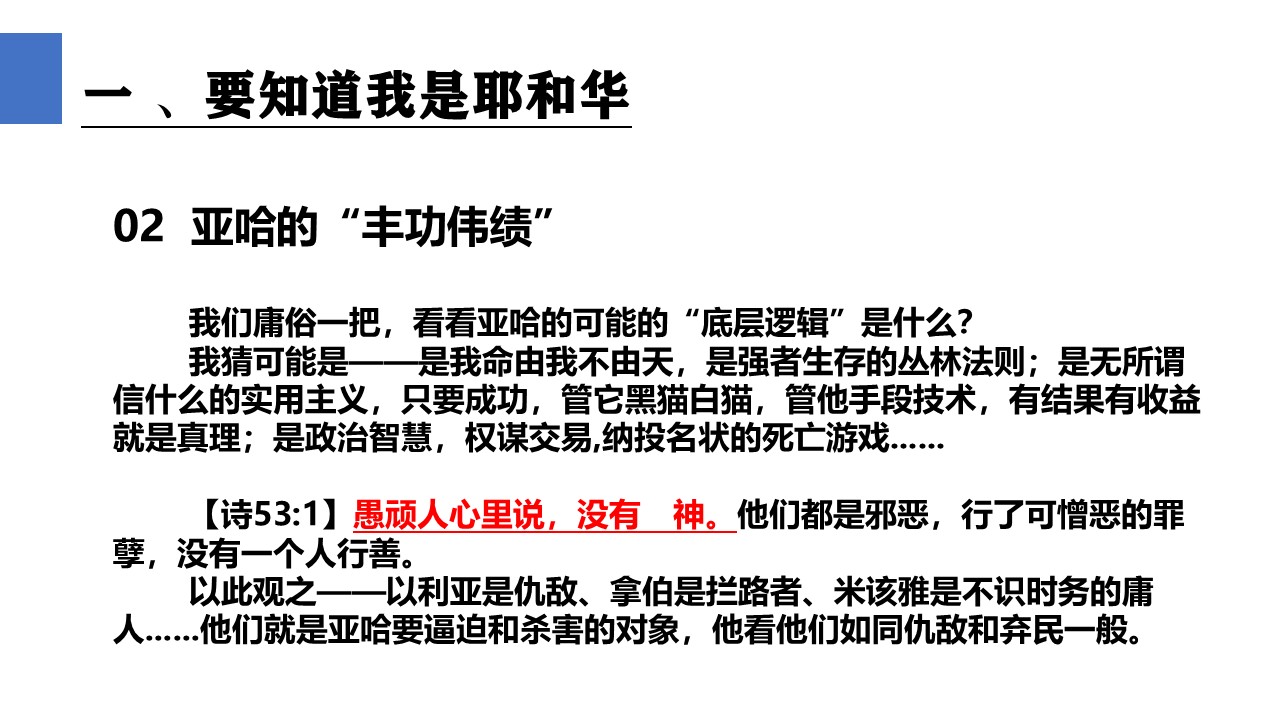 一 、要知道我是耶和华
02 亚哈的“丰功伟绩”
我们庸俗一把，看看亚哈的可能的“底层逻辑”是什么？
我猜可能是——是我命由我不由天，是强者生存的丛林法则；是无所谓
信什么的实用主义，只要成功，管它黑猫白猫，管他手段技术，有结果有收益
就是真理；是政治智慧，权谋交易,纳投名状的死亡游戏......
【诗53:1】愚顽人心里说，没有　神。他们都是邪恶，行了可憎恶的罪
孽，没有一个人行善。
以此观之——以利亚是仇敌、拿伯是拦路者、米该雅是不识时务的庸
人......他们就是亚哈要逼迫和杀害的对象，他看他们如同仇敌和弃民一般。